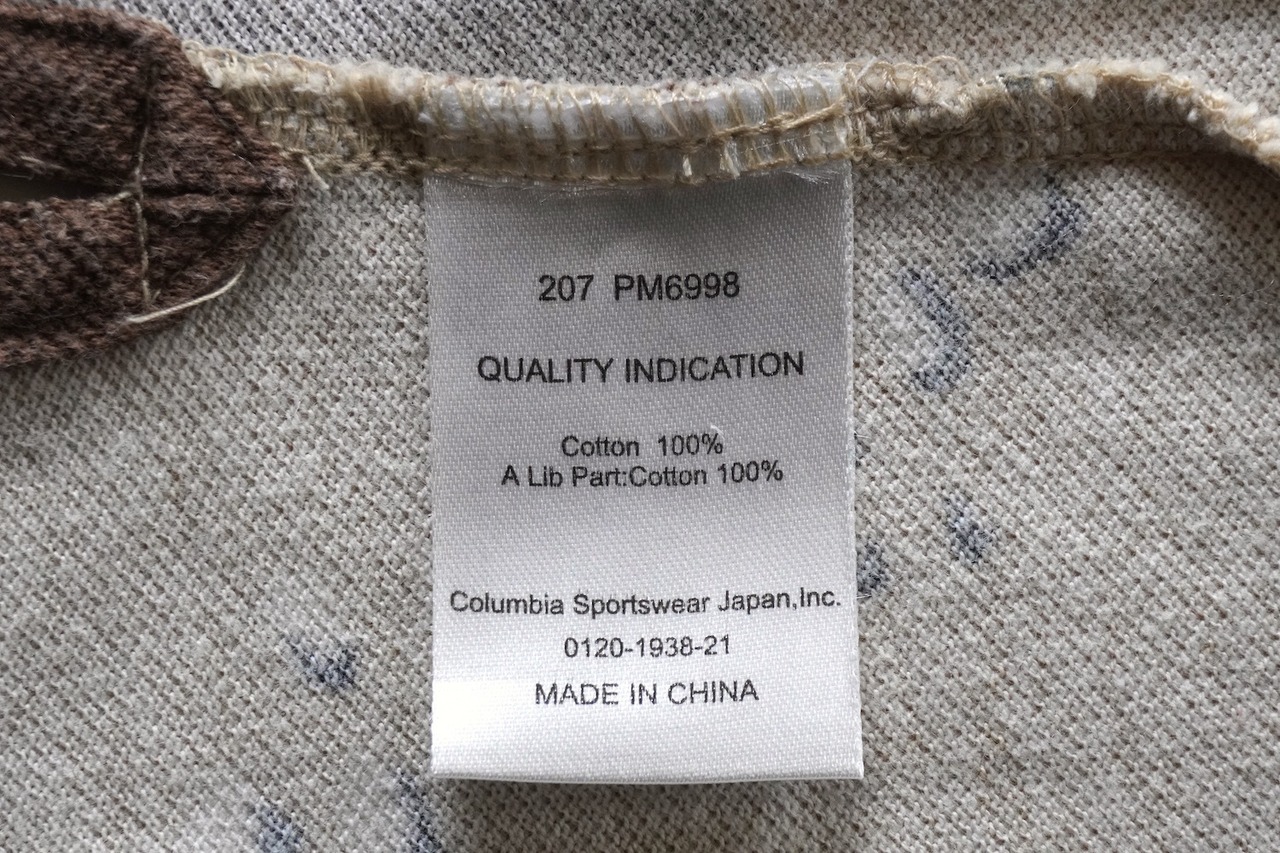 207 PM6998
QUALITY INDICATION
Cotton 100%
A Lib Part:Cotton 100%
Columbia Sportswear Japan,Inc.
0120-1938-21
MADE IN CHINA